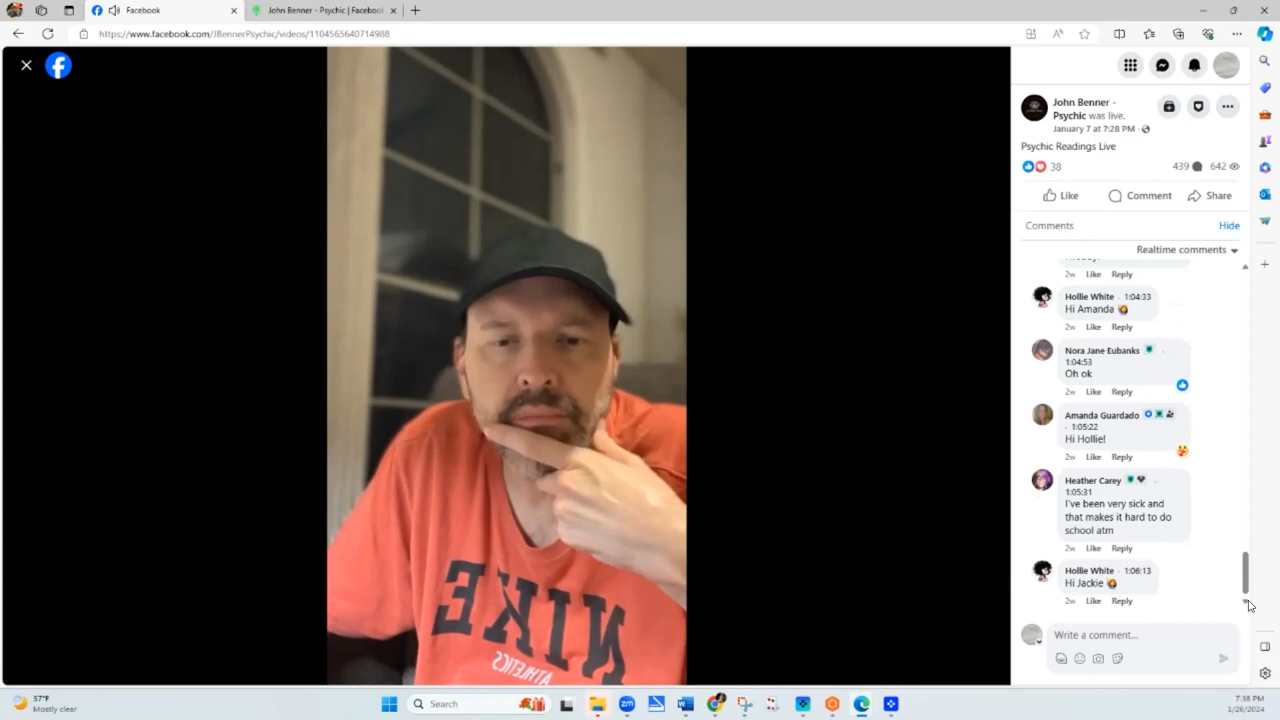 Facebook
John Benner - Psychic | Facebook
https://www.facebook.com/JBennerPsychic/videos/1104565640714988
John Benner -
Psychic was live.
January 7 at 7:28 PM ·
Psychic Readings Live
38
439
642
Like
Comment
Share
Comments
Hide
Realtime comments
2w Like Reply
Hollie White · 1:04:33
Hi Amanda
2w Like Reply
Nora Jane Eubanks ·
1:04:53
Oh ok
2w Like Reply
Amanda Guardado
· 1:05:22
Hi Hollie!
2w Like Reply
Heather Carey ·
1:05:31
I've been very sick and
that makes it hard to do
school atm
2w Like Reply
Hollie White · 1:06:13
Hi Jackie
2w Like Reply
Write a comment...
NIKE
ATHLETICS
57°F
Mostly clear
Search
zm
7:38 PM
1/26/2024